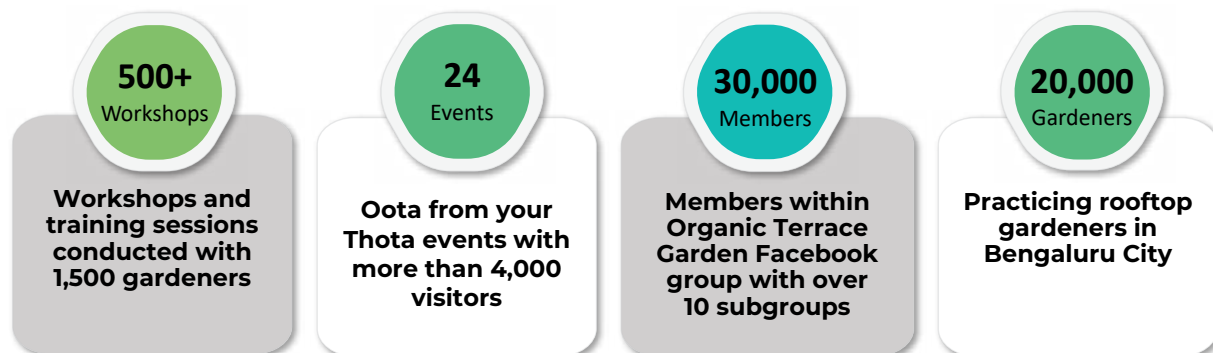 500+
Workshops
Workshops and
training sessions
conducted with
1,500 gardeners
24
Events
Oota from your
Thota events with
more than 4,000
visitors
30,000
Members
Members within
Organic Terrace
Garden Facebook
group with over
10 subgroups
20,000
Gardeners
Practicing rooftop
gardeners in
Bengaluru City